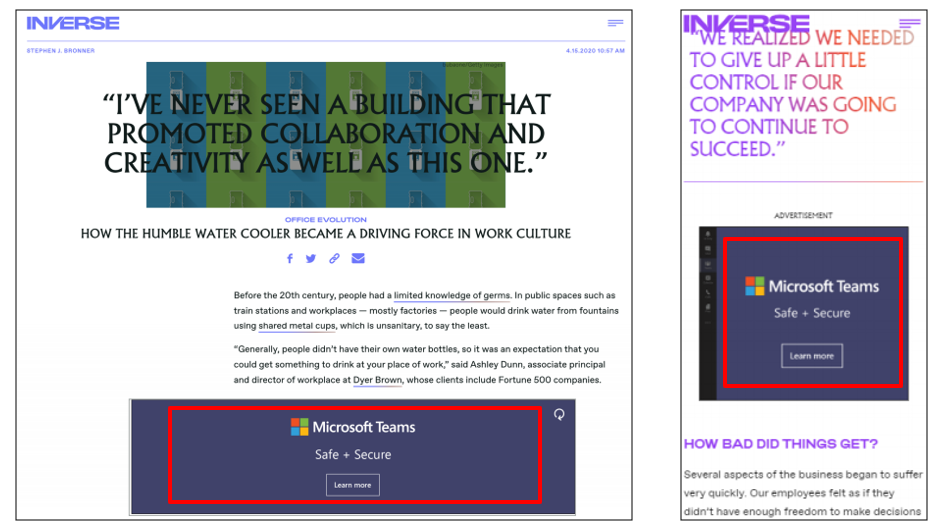 INVERSE
STEPHEN J. BRONNER
4.15.2020 10:57 AM
“I’VE NEVER SEEN A BUILDING THAT
PROMOTED COLLABORATION AND
CREATIVITY AS WELL AS THIS ONE.”
OFFICE EVOLUTION
HOW THE HUMBLE WATER COOLER BECAME A DRIVING FORCE IN WORK CULTURE
Before the 20th century, people had a limited knowledge of germs. In public spaces such as
train stations and workplaces — mostly factories — people would drink water from fountains
using shared metal cups, which is unsanitary, to say the least.
“Generally, people didn’t have their own water bottles, so it was an expectation that you
could get something to drink at your place of work,” said Ashley Dunn, associate principal
and director of workplace at Dyer Brown, whose clients include Fortune 500 companies.
Microsoft Teams
Safe + Secure
Learn more
INVERSE
“WE REALIZED WE NEEDED
TO GIVE UP A LITTLE
CONTROL IF OUR
COMPANY WAS GOING
TO CONTINUE TO
SUCCEED.”
ADVERTISEMENT
Microsoft Teams
Safe + Secure
Learn more
HOW BAD DID THINGS GET?
Several aspects of the business began to suffer
very quickly. Our employees felt as if they
didn’t have enough freedom to make decisions